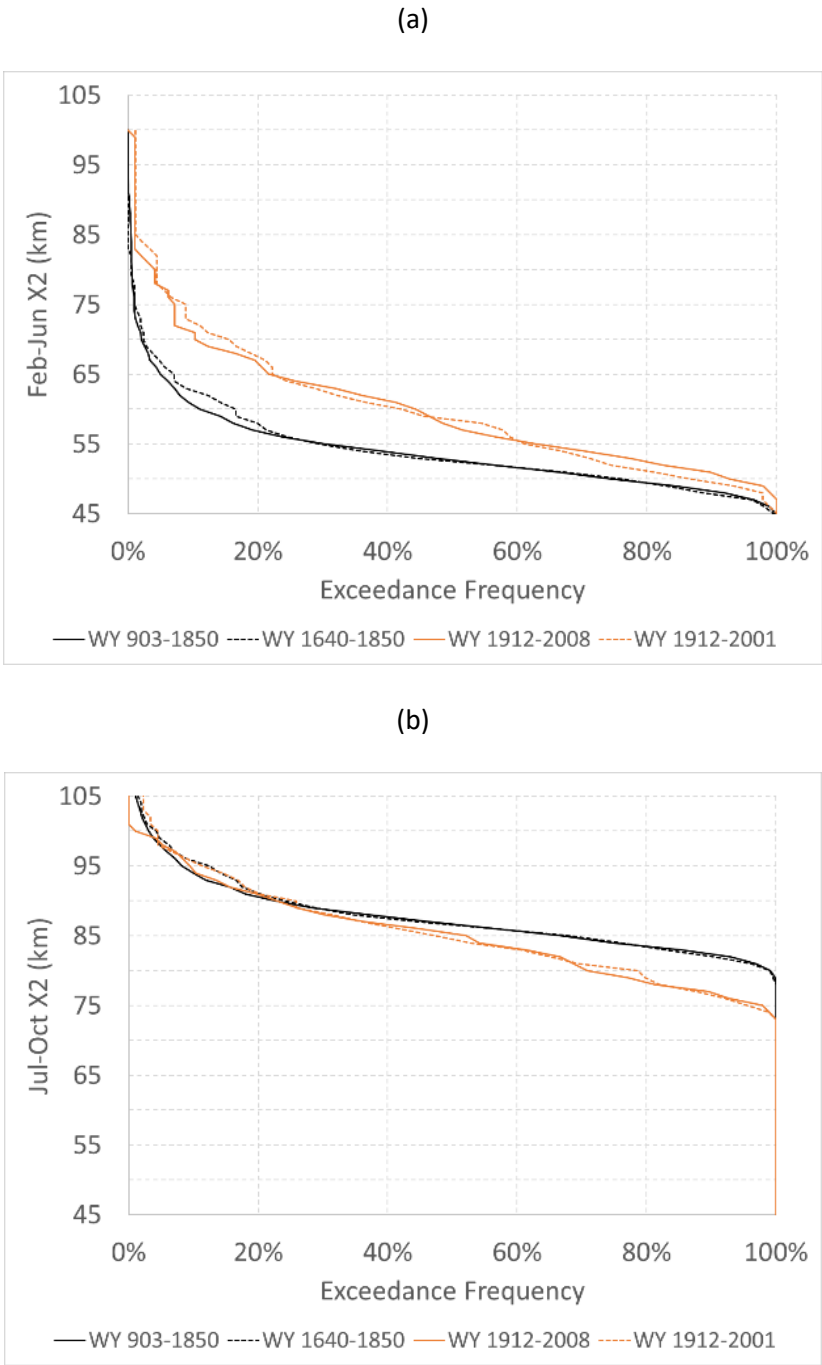 (a)
105
95
85
75
65
55
45
Feb-Jun X2 (km)
0% 20% 40% 60% 80% 100%
Exceedance Frequency
WY 903-1850 WY 1640-1850 WY 1912-2008 WY 1912-2001
(b)
105
95
85
75
65
55
45
Jul-Oct X2 (km)
0% 20% 40% 60% 80% 100%
Exceedance Frequency
WY 903-1850 WY 1640-1850 WY 1912-2008 WY 1912-2001